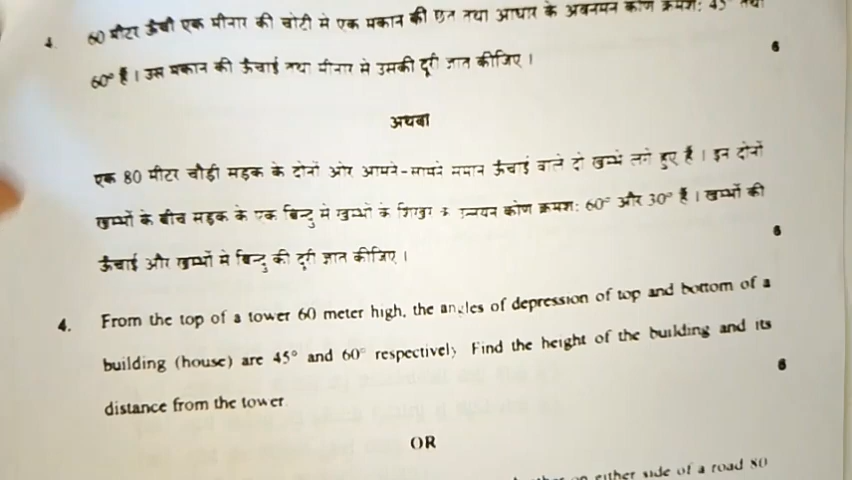 4. 60 मीटर ऊँची एक मीनार की चोटी से एक मकान की छत तथा आधार के अवनमन कोण क्रमश: 45° तथा
60° हैं । उस मकान की ऊँचाई तथा मीनार से उसकी दूरी ज्ञात कीजिए । 6
अथवा
एक 80 मीटर चौड़ी सड़क के दोनों ओर आमने-सामने समान ऊँचाई वाले दो खम्भे लगे हुए हैं । इन दोनों
खम्भों के बीच सड़क के एक बिन्दु से खम्भों के शिखर के उन्नयन कोण क्रमश: 60° और 30° हैं । खम्भों की
ऊँचाई और खम्भों से बिन्दु की दूरी ज्ञात कीजिए । 6
4. From the top of a tower 60 meter high, the angles of depression of top and bottom of a
building (house) are 45° and 60° respectively Find the height of the building and its
distance from the tower. 6
OR
on either side of a road 80